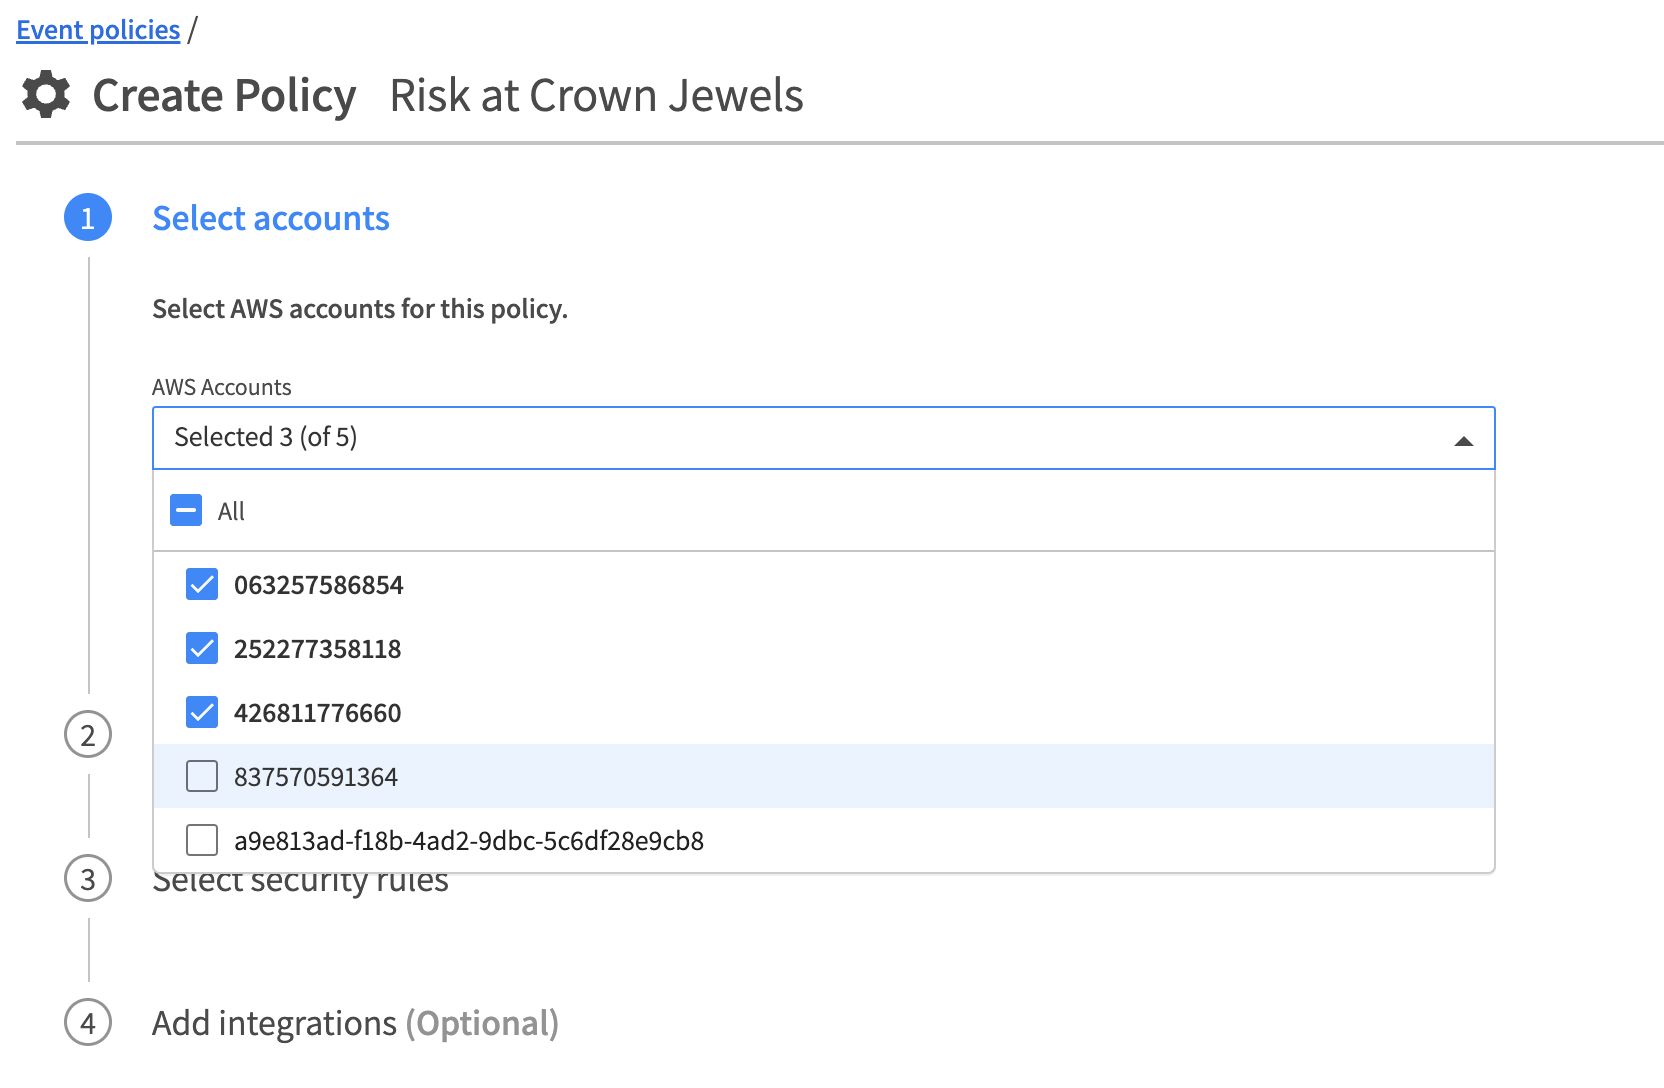 Event policies /
Create Policy Risk at Crown Jewels
1 Select accounts
Select AWS accounts for this policy.
AWS Accounts
Selected 3 (of 5)
All
063257586854
252277358118
426811776660
2
837570591364
a9e813ad-f18b-4ad2-9dbc-5c6df28e9cb8
3 Select security rules
4 Add integrations (Optional)